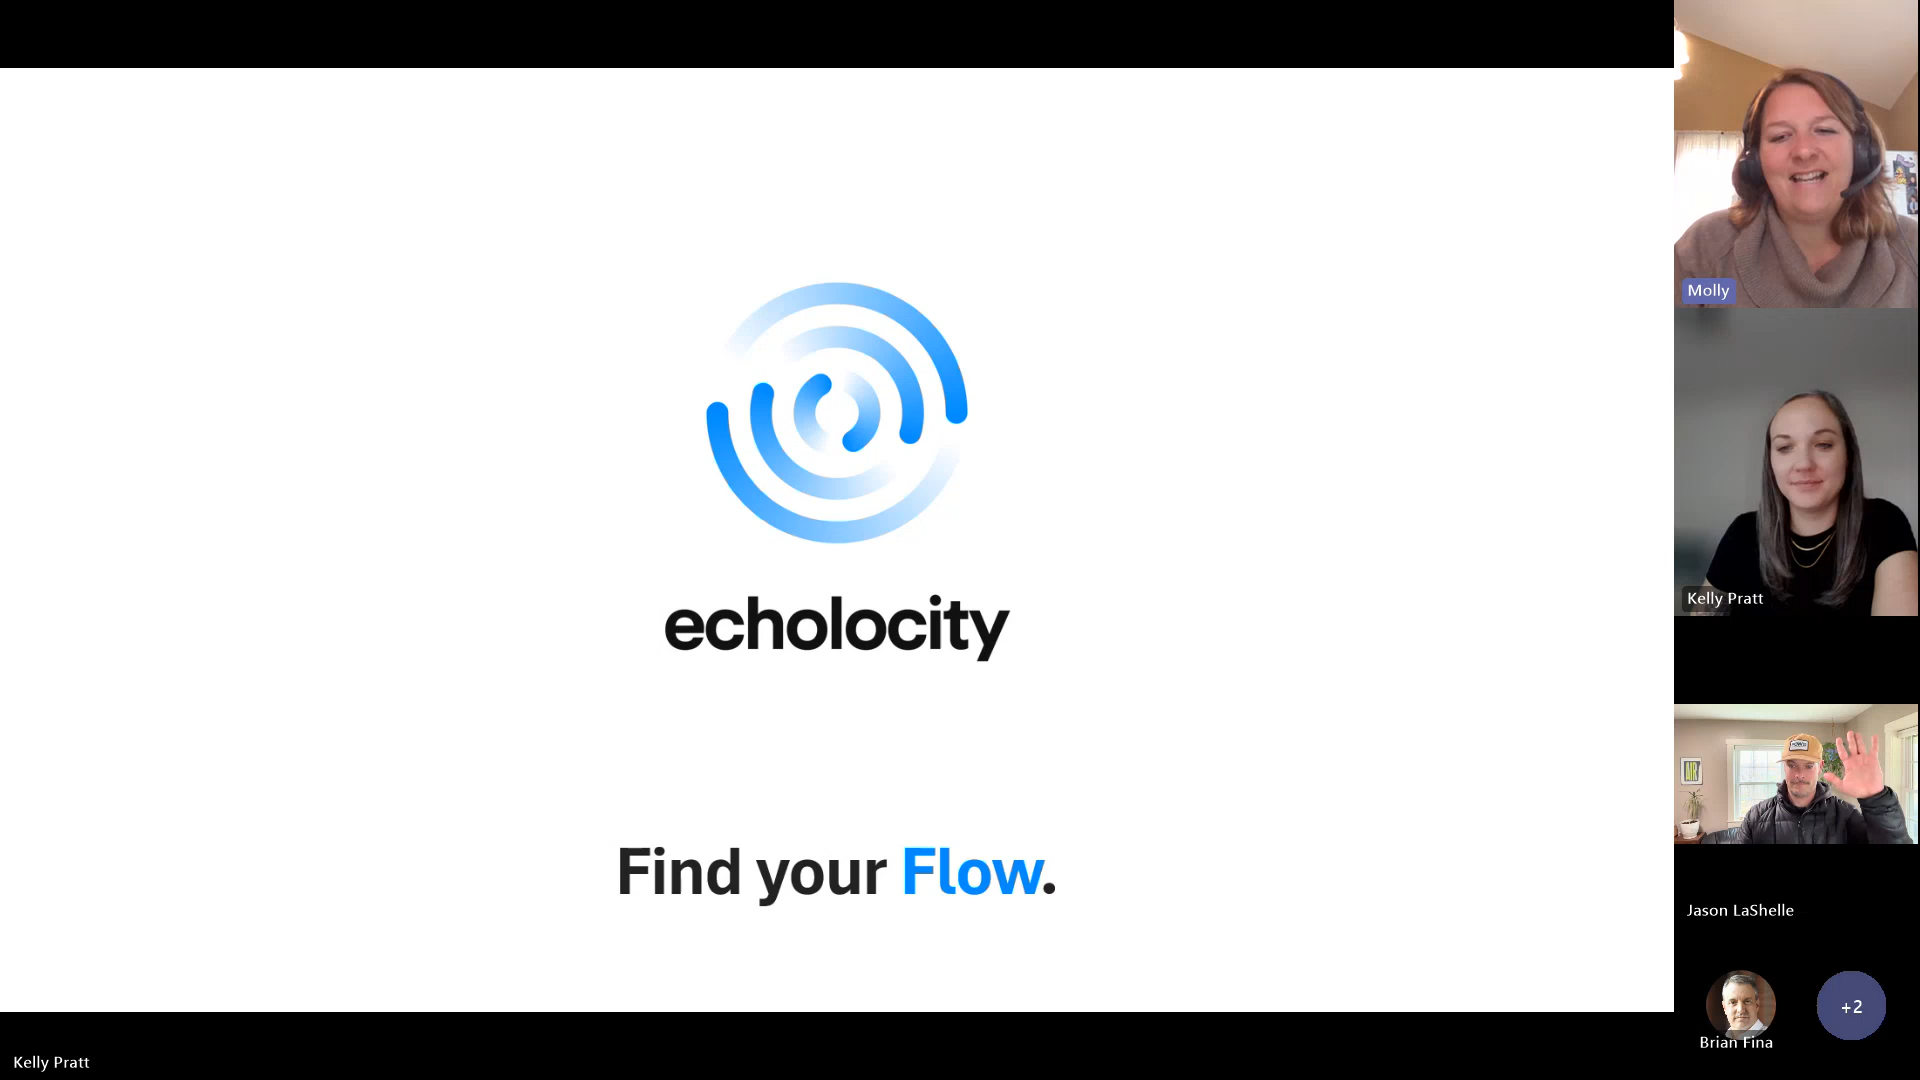 echolocity
Find your Flow.
Molly
Kelly Pratt
Jason LaShelle
Brian Fina
+2
Kelly Pratt